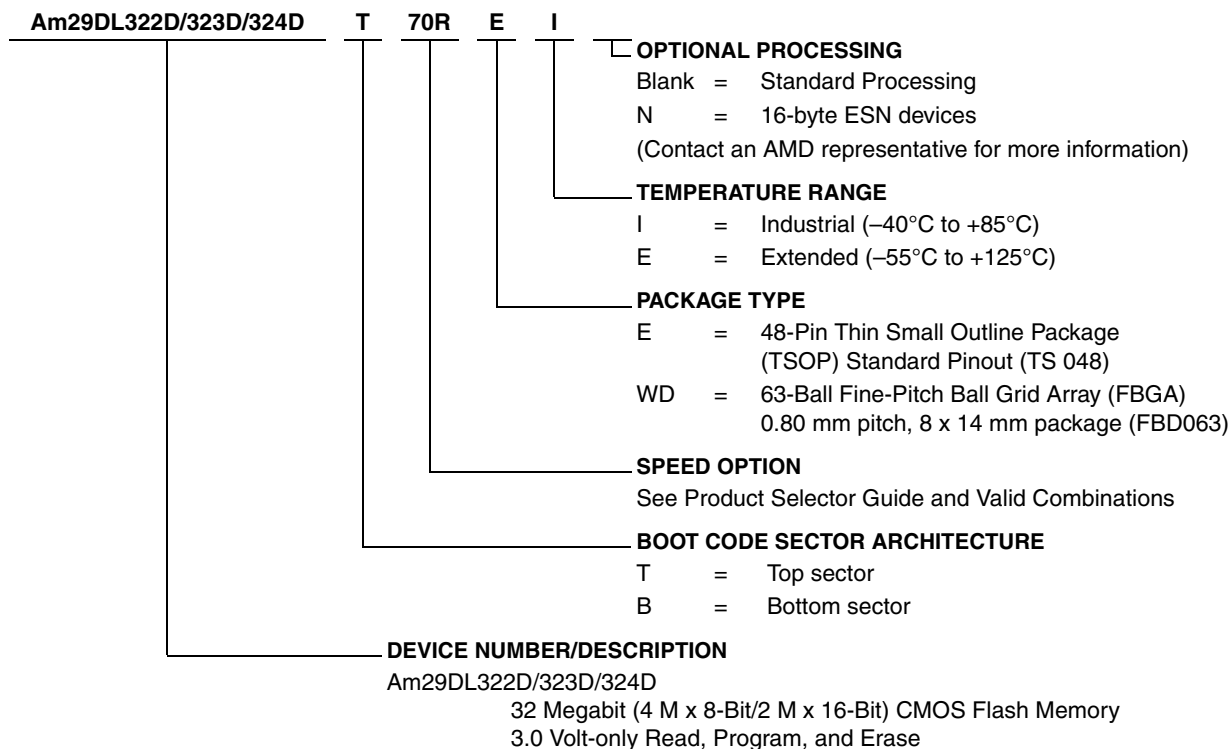 Am29DL322D/323D/324D T 70R E I
OPTIONAL PROCESSING
Blank = Standard Processing
N = 16-byte ESN devices
(Contact an AMD representative for more information)
TEMPERATURE RANGE
I = Industrial (–40°C to +85°C)
E = Extended (–55°C to +125°C)
PACKAGE TYPE
E = 48-Pin Thin Small Outline Package
(TSOP) Standard Pinout (TS 048)
WD = 63-Ball Fine-Pitch Ball Grid Array (FBGA)
0.80 mm pitch, 8 x 14 mm package (FBD063)
SPEED OPTION
See Product Selector Guide and Valid Combinations
BOOT CODE SECTOR ARCHITECTURE
T = Top sector
B = Bottom sector
DEVICE NUMBER/DESCRIPTION
Am29DL322D/323D/324D
32 Megabit (4 M x 8-Bit/2 M x 16-Bit) CMOS Flash Memory
3.0 Volt-only Read, Program, and Erase